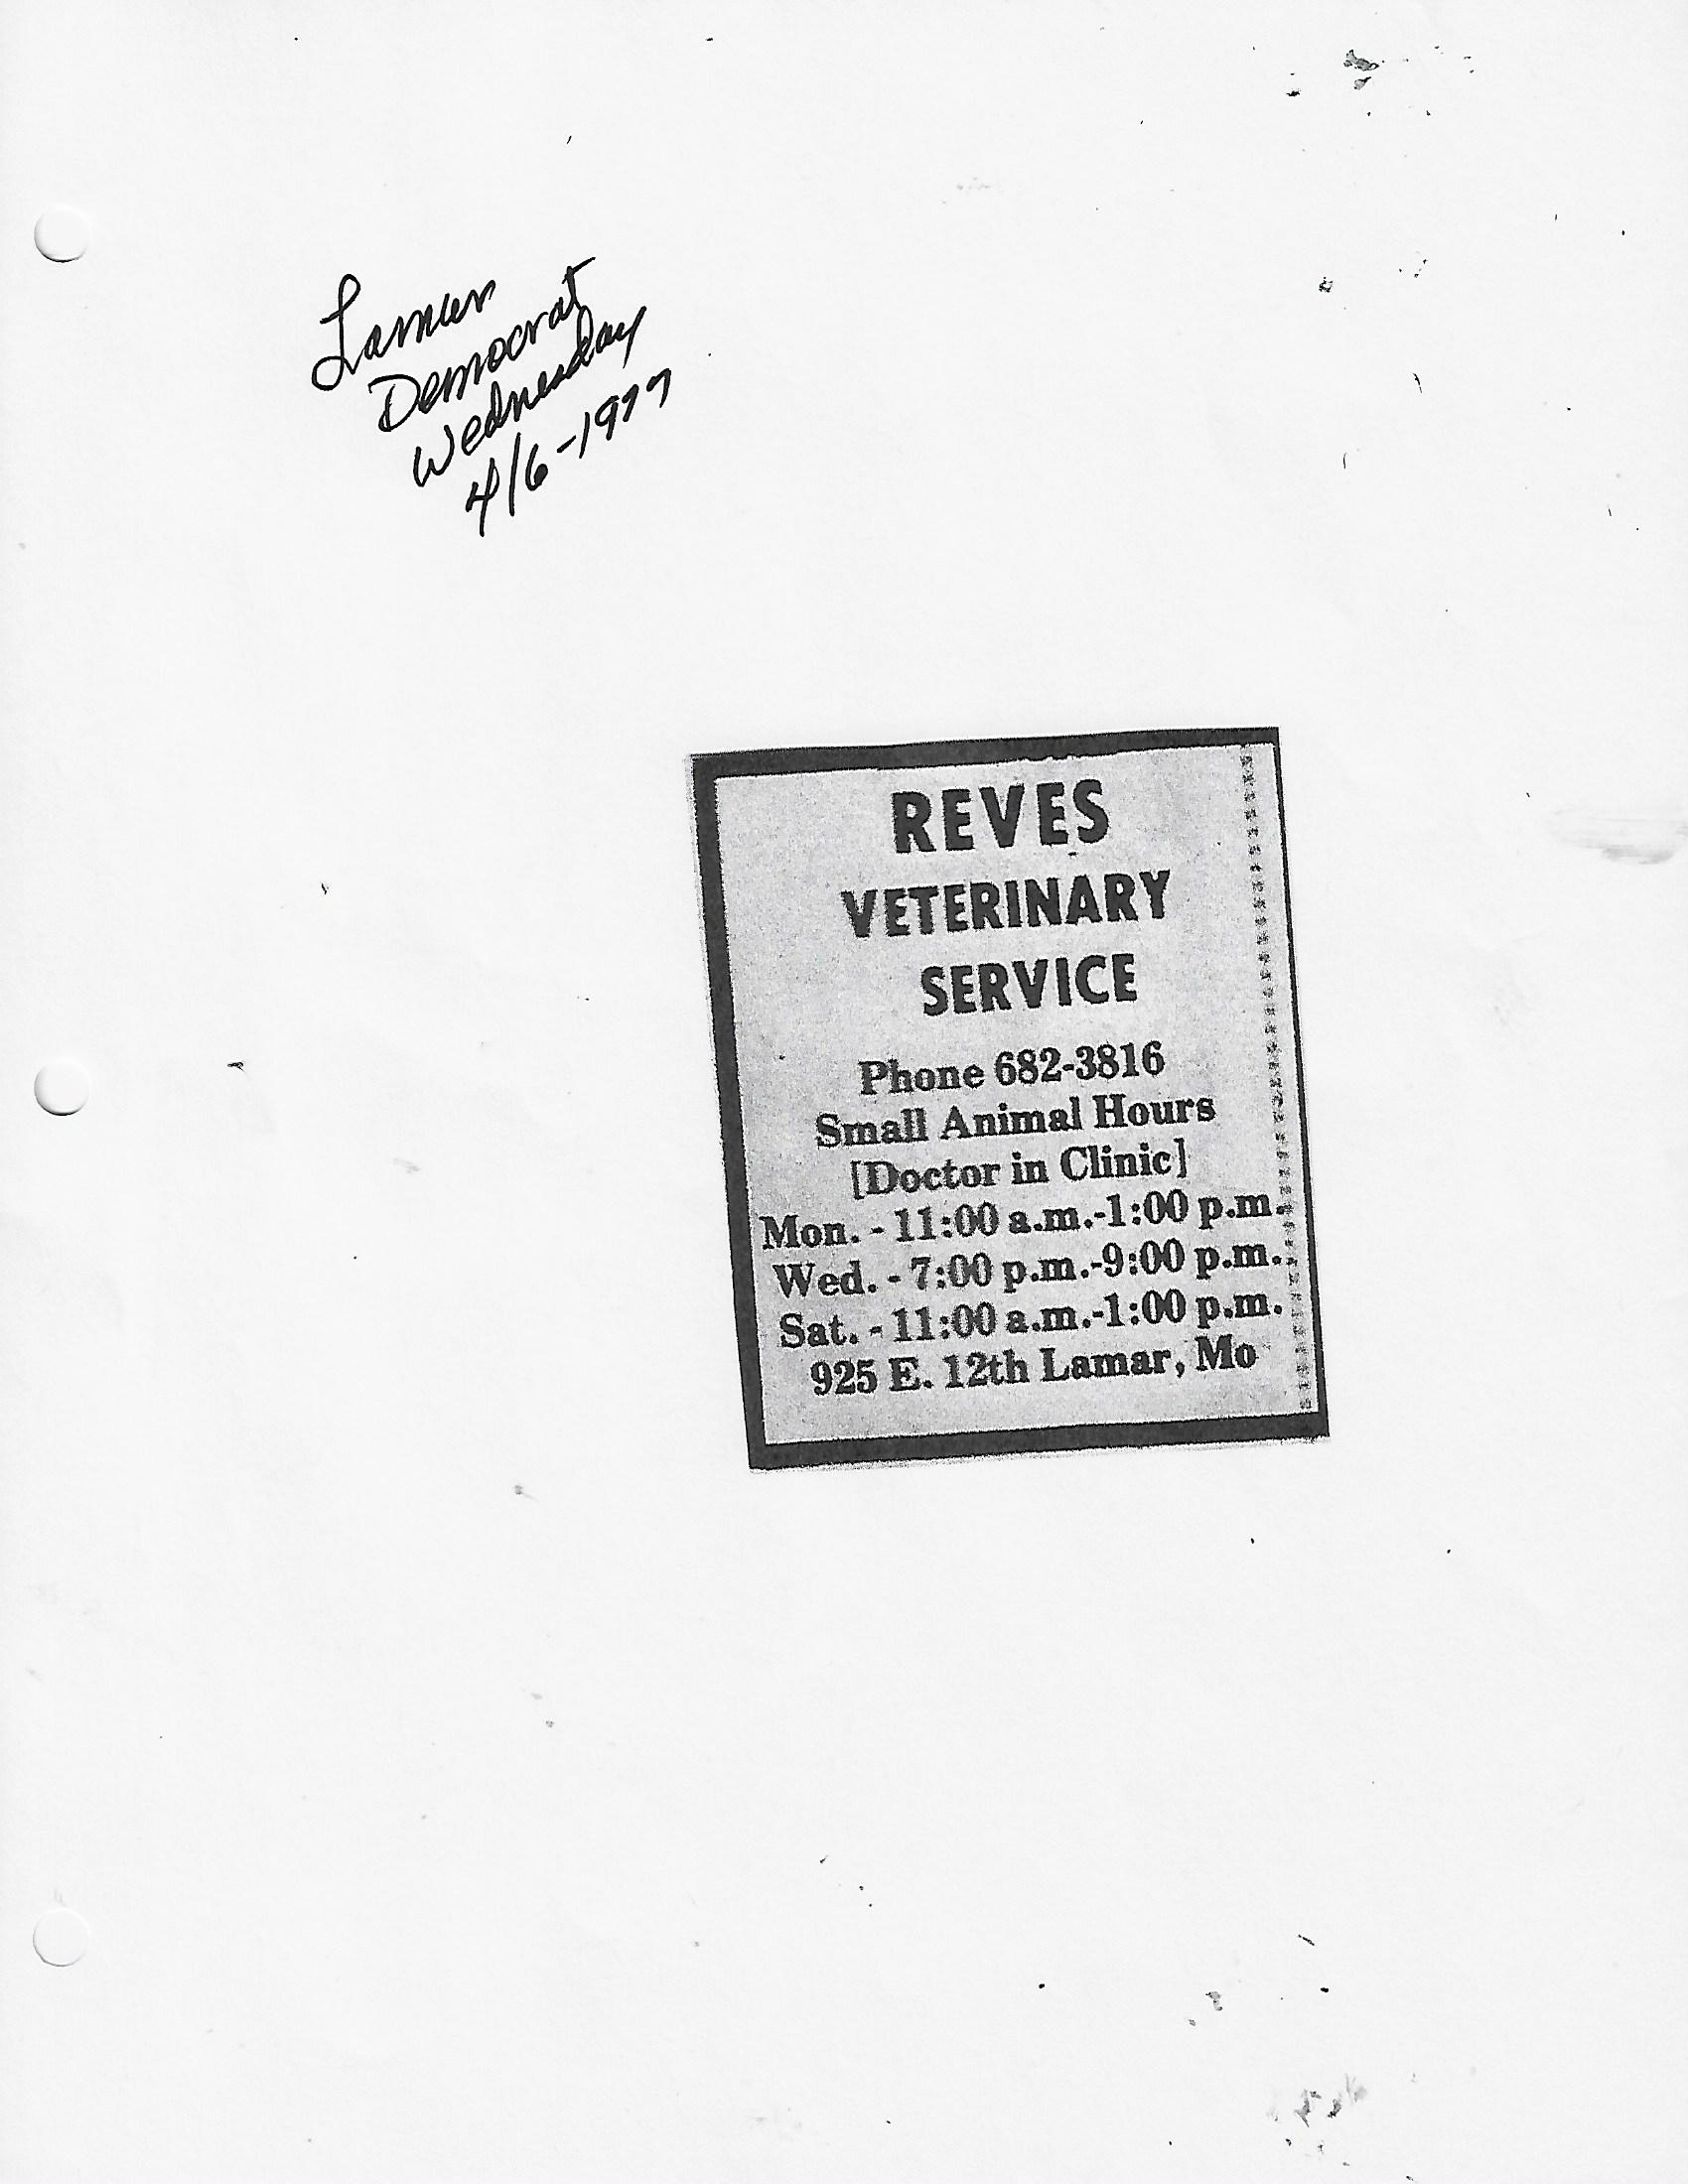 Lamar
Democrat
Wednesday
4/6-1977
REVES
VETERINARY
SERVICE
Phone 682-3816
Small Animal Hours
[Doctor in Clinic]
Mon. - 11:00 a.m.-1:00 p.m.
Wed. - 7:00 p.m.-9:00 p.m.
Sat. - 11:00 a.m.-1:00 p.m.
925 E. 12th Lamar, Mo